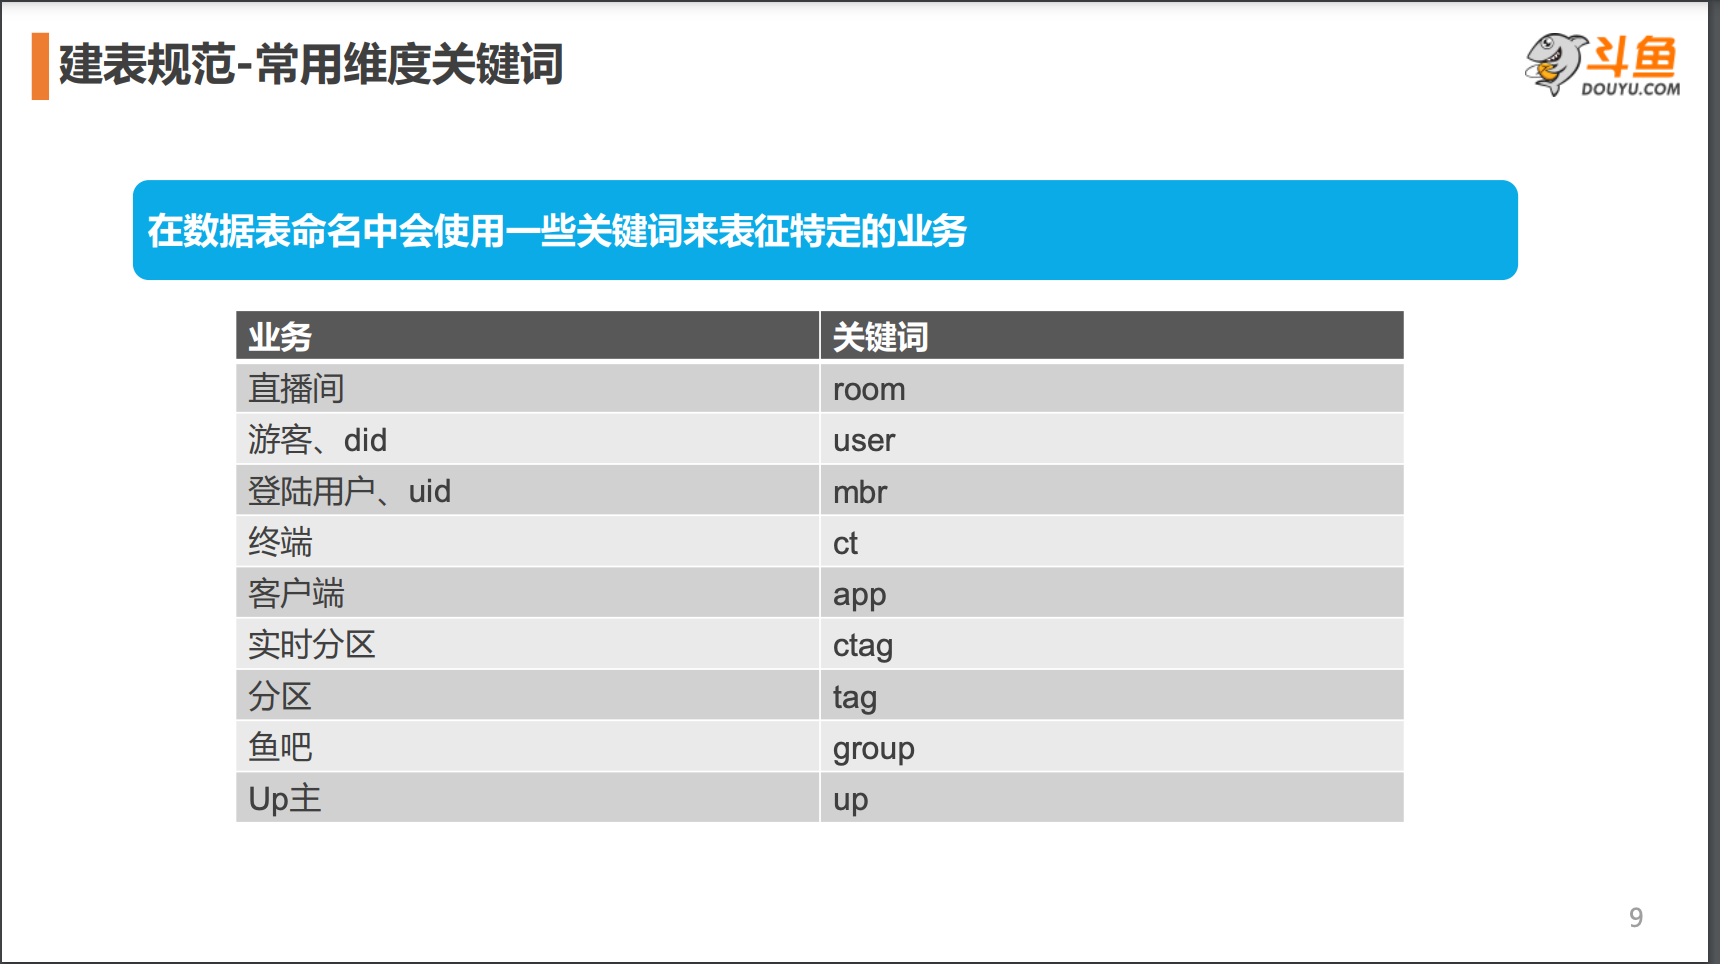 建表规范-常用维度关键词
斗鱼
DOUYU.COM
在数据表命名中会使用一些关键词来表征特定的业务
业务 关键词
直播间 room
游客、did user
登陆用户、uid mbr
终端 ct
客户端 app
实时分区 ctag
分区 tag
鱼吧 group
Up主 up
9